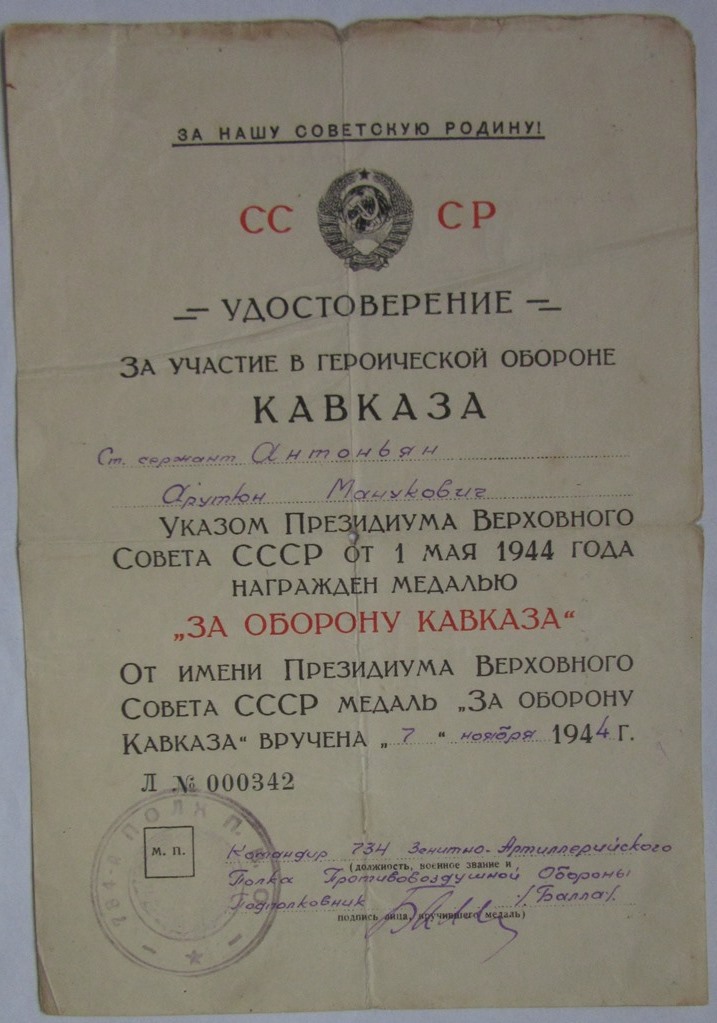 ЗА НАШУ СОВЕТСКУЮ РОДИНУ!
СС СР
УДОСТОВЕРЕНИЕ
ЗА УЧАСТИЕ В ГЕРОИЧЕСКОЙ ОБОРОНЕ
КАВКАЗА
Ст. сержант Антоньян
Арутюн Манукович
УКАЗОМ ПРЕЗИДИУМА ВЕРХОВНОГО
СОВЕТА СССР ОТ 1 МАЯ 1944 ГОДА
НАГРАЖДЕН МЕДАЛЬЮ
„ЗА ОБОРОНУ КАВКАЗА“
ОТ ИМЕНИ ПРЕЗИДИУМА ВЕРХОВНОГО
СОВЕТА СССР МЕДАЛЬ „ЗА ОБОРОНУ
КАВКАЗА“ ВРУЧЕНА „ 7 “ ноября 1944 Г.
Л № 000342
ПОЛК П.
М. П.
Командир 734 Зенитно-Артиллерийского
(должность, военное звание и
Полка Противовоздушной Обороны
Подполковник /Балла/.
подпись лица, вручившего медаль)